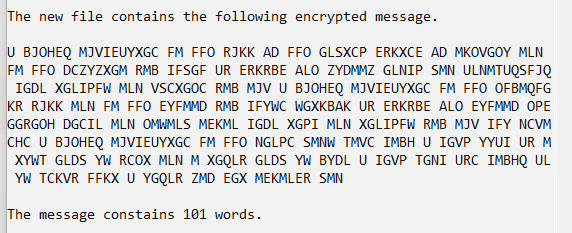 The new file contains the following encrypted message.
U BJOHEQ MJVIEUYXGC FM FFO RJKK AD FFO GLSXCP ERKXCE AD MKOVGOY MLN
FM FFO DCZYZXGM RMB IFSGF UR ERKRBE ALO ZYDMMZ GLNIP SMN ULNMTUQSFJQ
IGDL XGLIPFW MLN VSCXGOC RMB MJV U BJOHEQ MJVIEUYXGC FM FFO OFBMQFG
KR RJKK MLN FM FFO EYFMMD RMB IFYWC WGXKBAK UR ERKRBE ALO EYFMMD OPE
GGRGOH DGCIL MLN OMWMLS MEKML IGDL XGPI MLN XGLIPFW RMB MJV IFY NCVM
CHC U BJOHEQ MJVIEUYXGC FM FFO NGLPC SMNW TMVC IMBH U IGVP YYUI UR M
XYWT GLDS YW RCOX MLN M XGQLR GLDS YW BYDL U IGVP TGNI URC IMBHQ UL
YW TCKVR FFKX U YGQLR ZMD EGX MEKMLER SMN
The message constains 101 words.